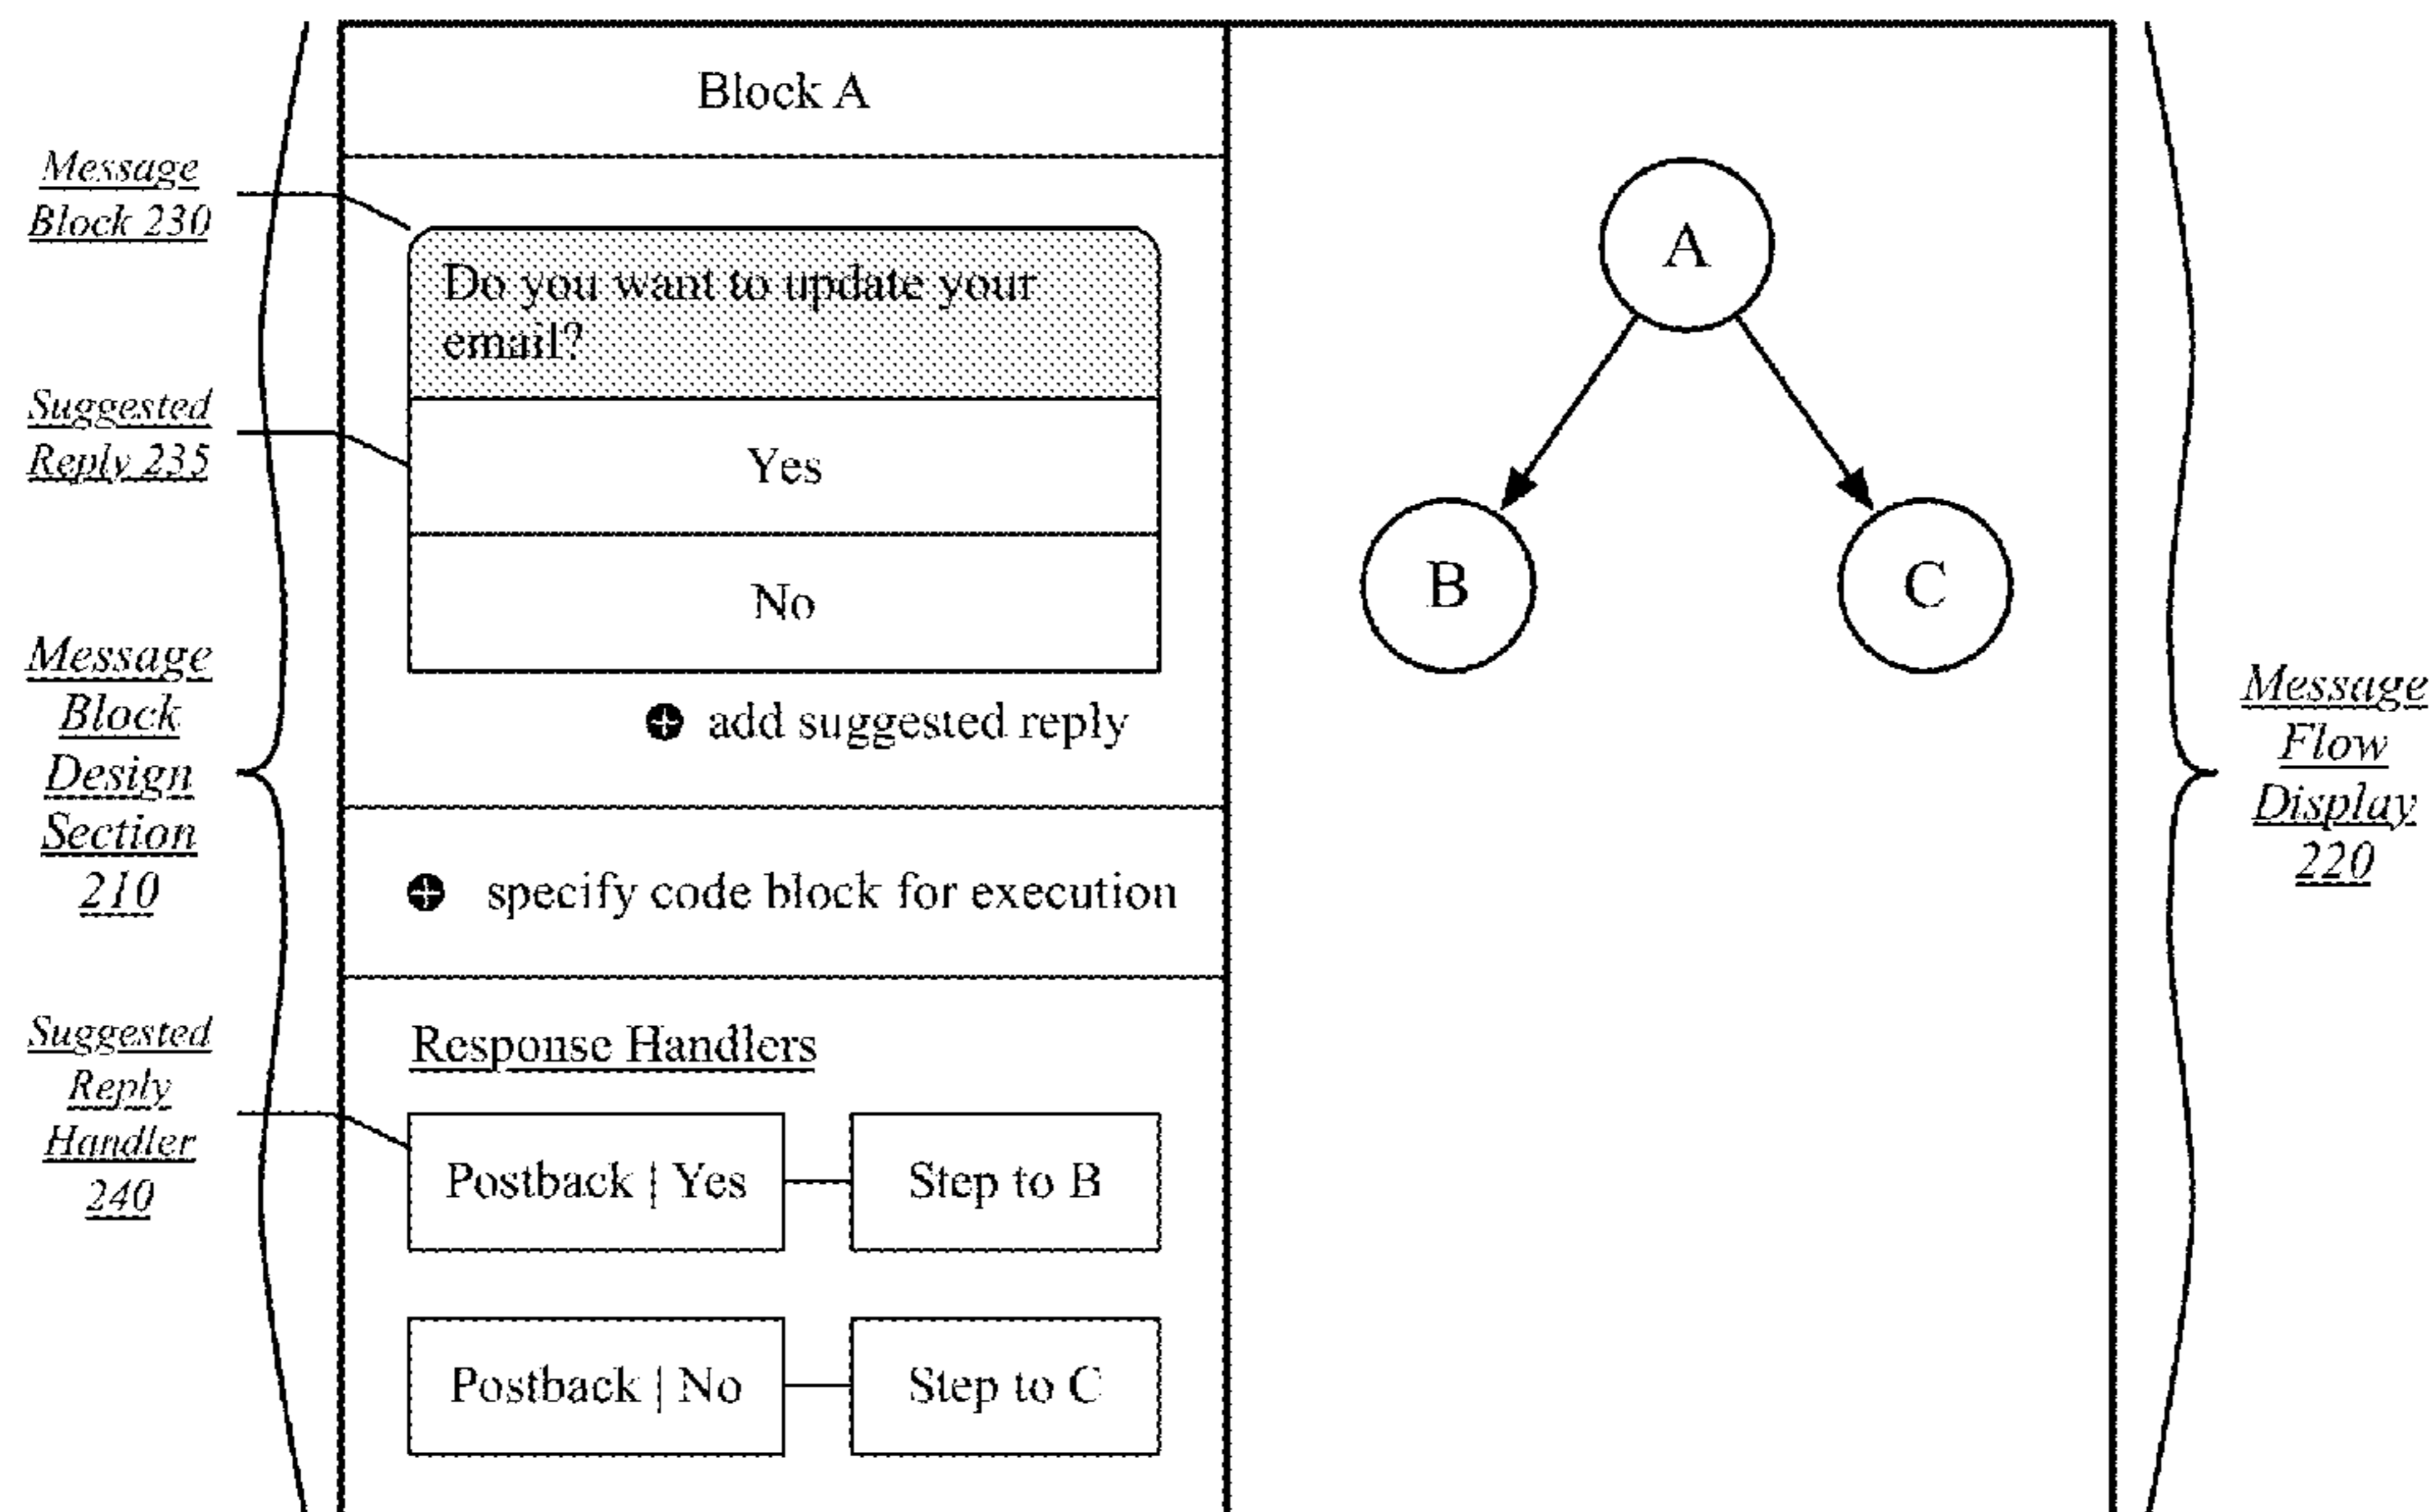 Block A
Message
Block 230
Do you want to update your
email?
Suggested
Reply 235
Yes
No
add suggested reply
Message
Block
Design
Section
210
specify code block for execution
Suggested
Reply
Handler
240
Response Handlers
Postback | Yes
Step to B
Postback | No
Step to C
A
B
C
Message
Flow
Display
220